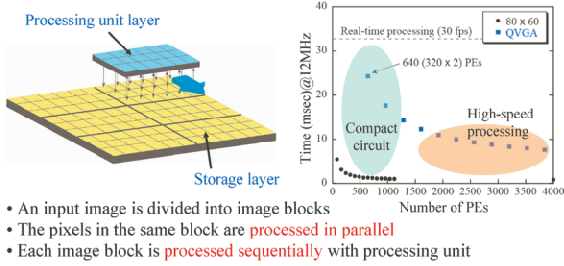 Processing unit layer
Storage layer
Real-time processing (30 fps)
80 x 60
QVGA
640 (320 x 2) PEs
Compact
circuit
High-speed
processing
Time (msec)@12MHz
40
30
20
10
0
0 500 1000 1500 2000 2500 3000 3500 4000
Number of PEs
• An input image is divided into image blocks
• The pixels in the same block are processed in parallel
• Each image block is processed sequentially with processing unit